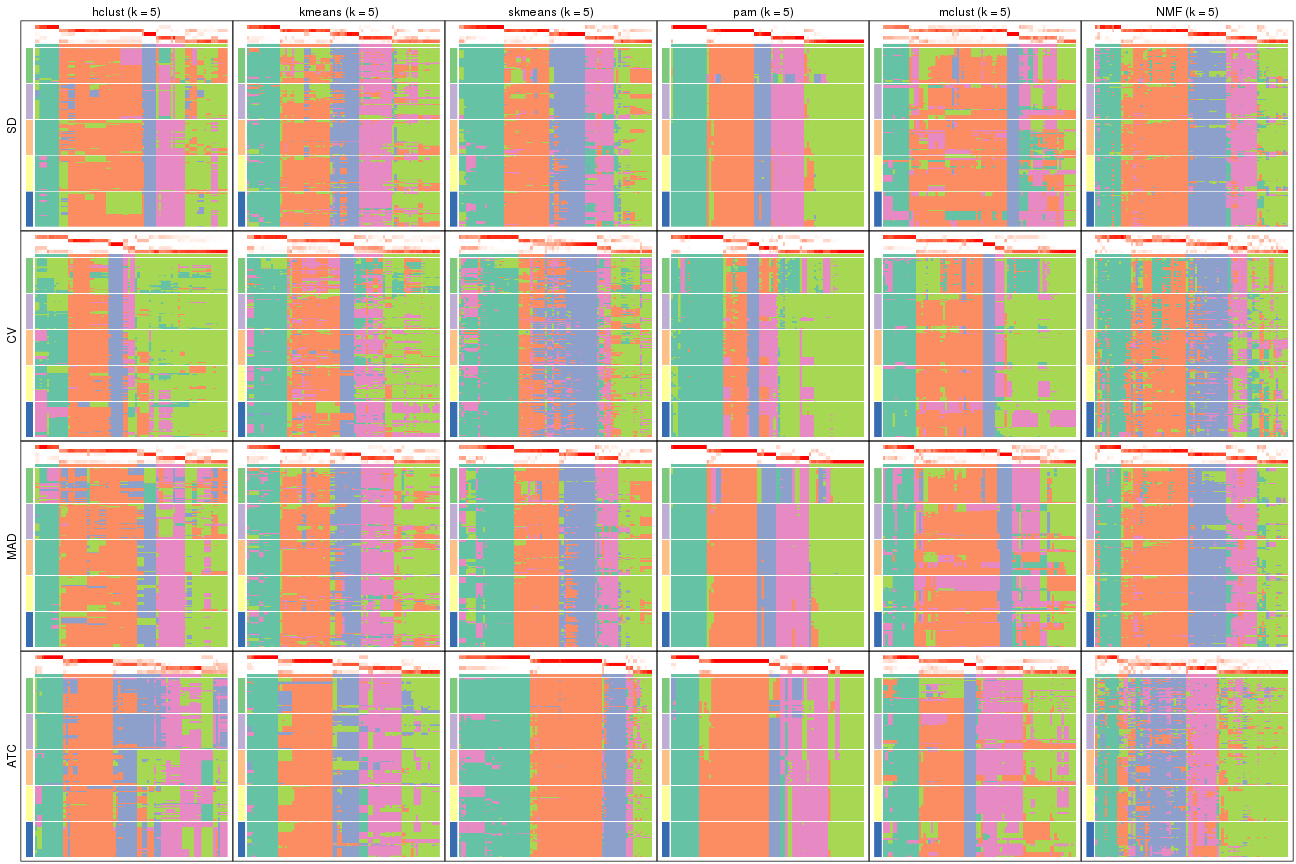 hclust (k = 5) kmeans (k = 5) skmeans (k = 5) pam (k = 5) mclust (k = 5) NMF (k = 5)
SD
CV
MAD
ATC